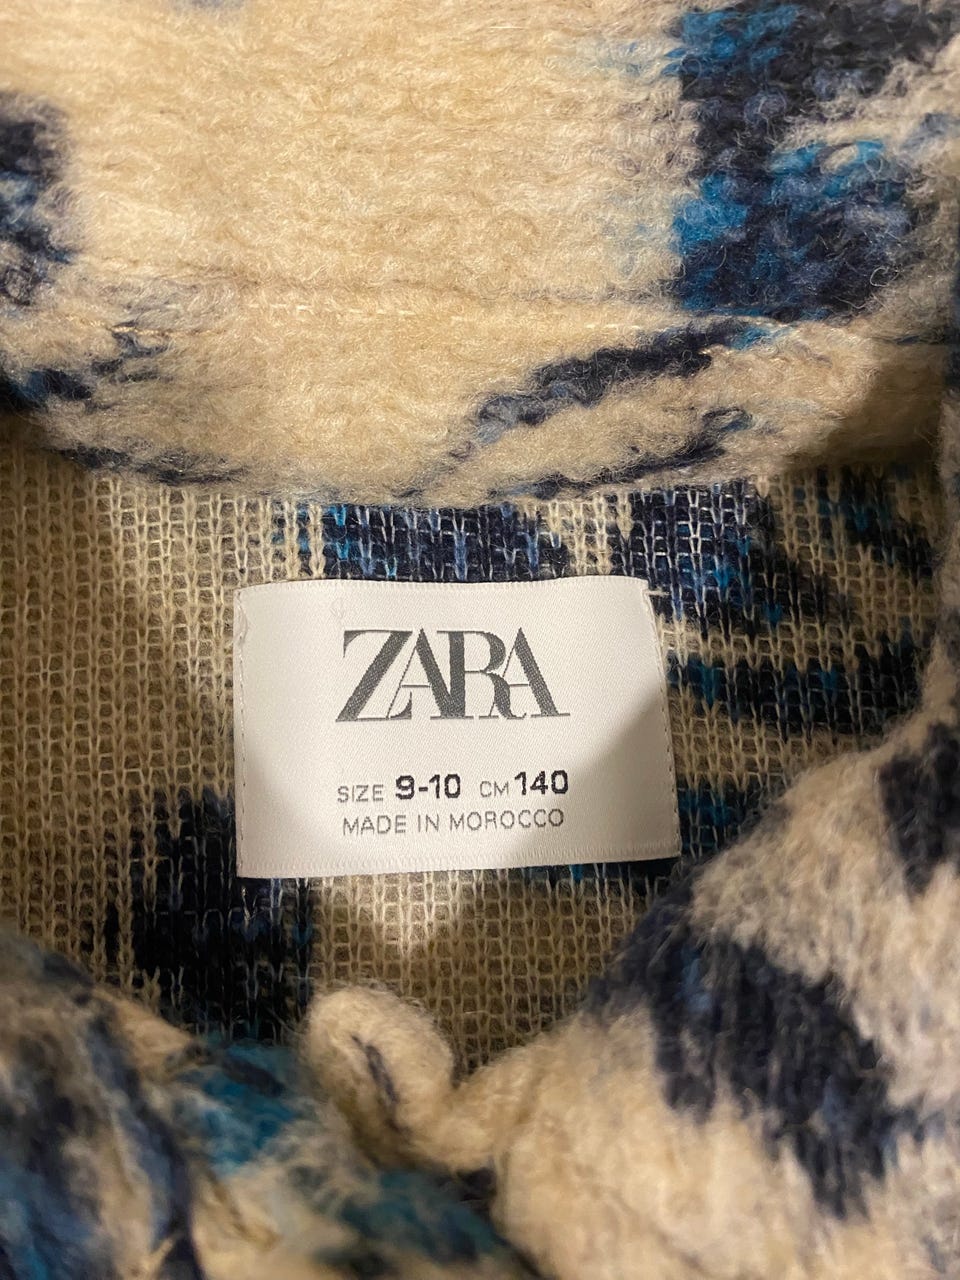 ZARA
SIZE 9-10 CM 140
MADE IN MOROCCO